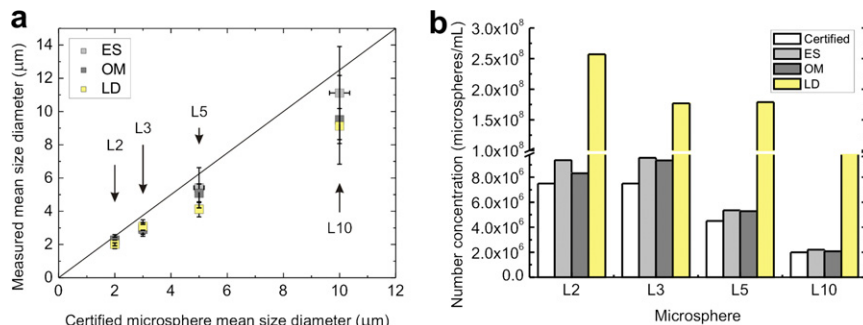 a
Measured mean size diameter (μm)
14
12
10
8
6
4
2
0
ES
OM
LD
L2
L3
L5
L10
0 2 4 6 8 10 12
Certified microsphere mean size diameter (μm)
b
Number concentration (microspheres/mL)
3.0x10⁸
2.5x10⁸
2.0x10⁸
1.5x10⁸
1.0x10⁸
8.0x10⁶
6.0x10⁶
4.0x10⁶
2.0x10⁶
0.0
Certified
ES
OM
LD
L2 L3 L5 L10
Microsphere